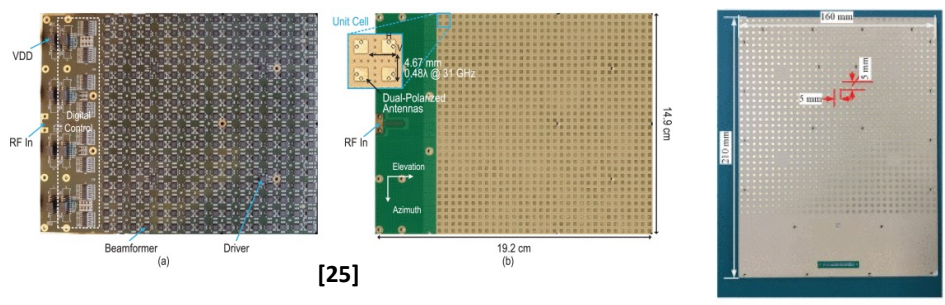 VDD
Digital
Control
RF In
Beamformer
Driver
(a)
Unit Cell
H
V
4.67 mm
0.48λ @ 31 GHz
Dual-Polarized
Antennas
RF In
Elevation
Azimuth
14.9 cm
19.2 cm
(b)
[25]
160 mm
5 mm
5 mm
210 mm